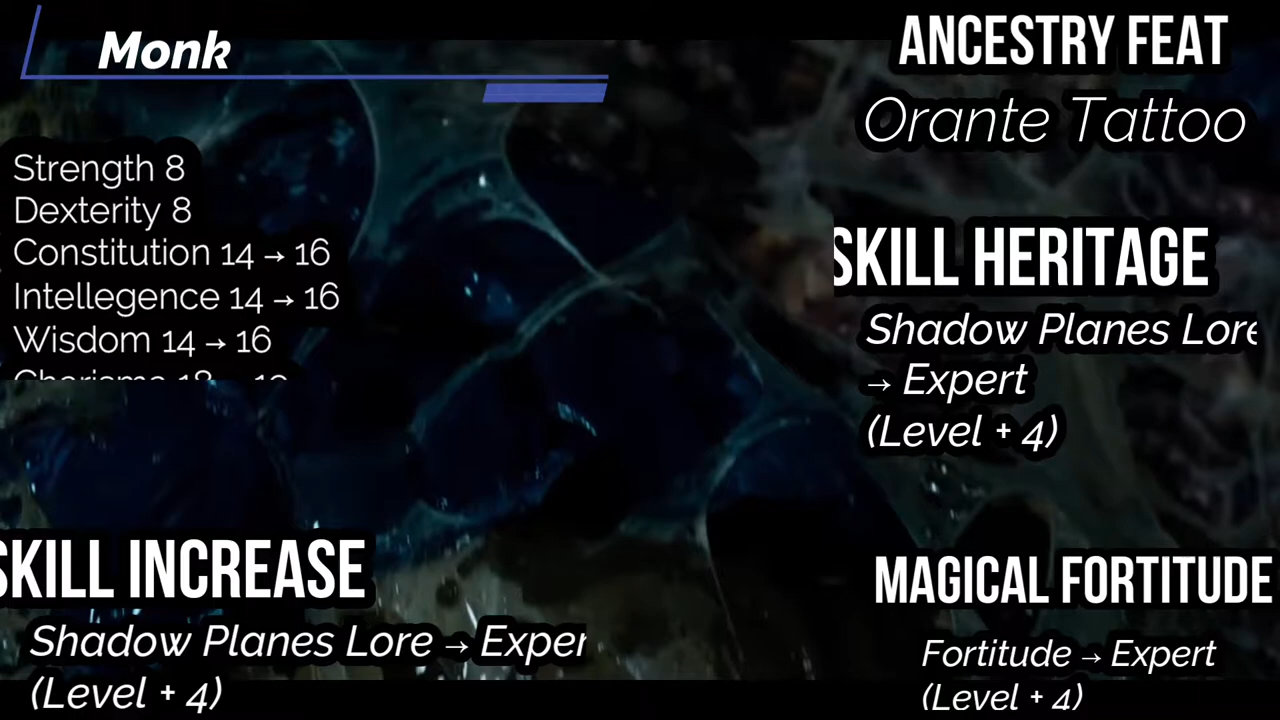 Monk
Strength 8
Dexterity 8
Constitution 14 → 16
Intellegence 14 → 16
Wisdom 14 → 16
ANCESTRY FEAT
Orante Tattoo
SKILL HERITAGE
Shadow Planes Lore
→ Expert
(Level + 4)
SKILL INCREASE
Shadow Planes Lore → Exper
(Level + 4)
MAGICAL FORTITUDE
Fortitude → Expert
(Level + 4)